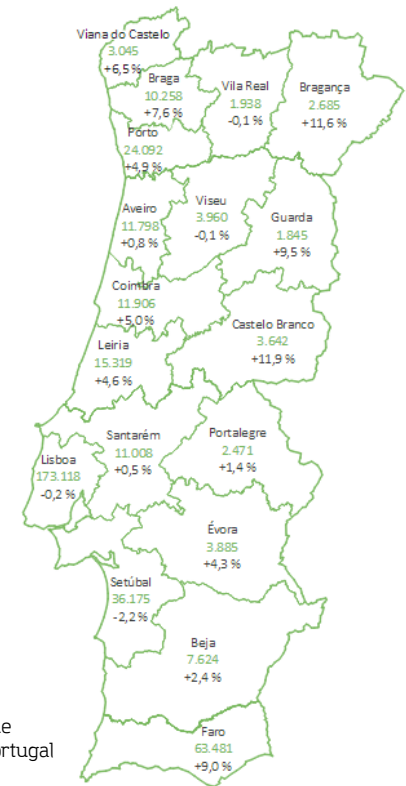 Viana do Castelo
3.045
+6,5 %
Braga
10.258
+7,6 %
Vila Real
1.938
-0,1 %
Bragança
2.685
+11,6 %
Porto
24.092
+4,9 %
Aveiro
11.798
+0,8 %
Viseu
3.960
-0,1 %
Guarda
1.845
+9,5 %
Coimbra
11.906
+5,0 %
Castelo Branco
3.642
+11,9 %
Leiria
15.319
+4,6 %
Santarém
11.008
+0,5 %
Portalegre
2.471
+1,4 %
Lisboa
173.118
-0,2 %
Évora
3.885
+4,3 %
Setúbal
36.175
-2,2 %
Beja
7.624
+2,4 %
Faro
63.481
+9,0 %